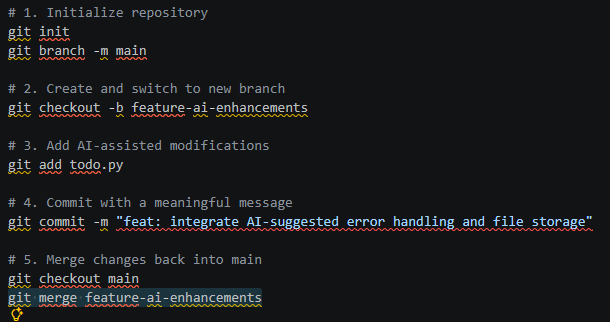 # 1. Initialize repository
git init
git branch -m main
# 2. Create and switch to new branch
git checkout -b feature-ai-enhancements
# 3. Add AI-assisted modifications
git add todo.py
# 4. Commit with a meaningful message
git commit -m "feat: integrate AI-suggested error handling and file storage"
# 5. Merge changes back into main
git checkout main
git merge feature-ai-enhancements